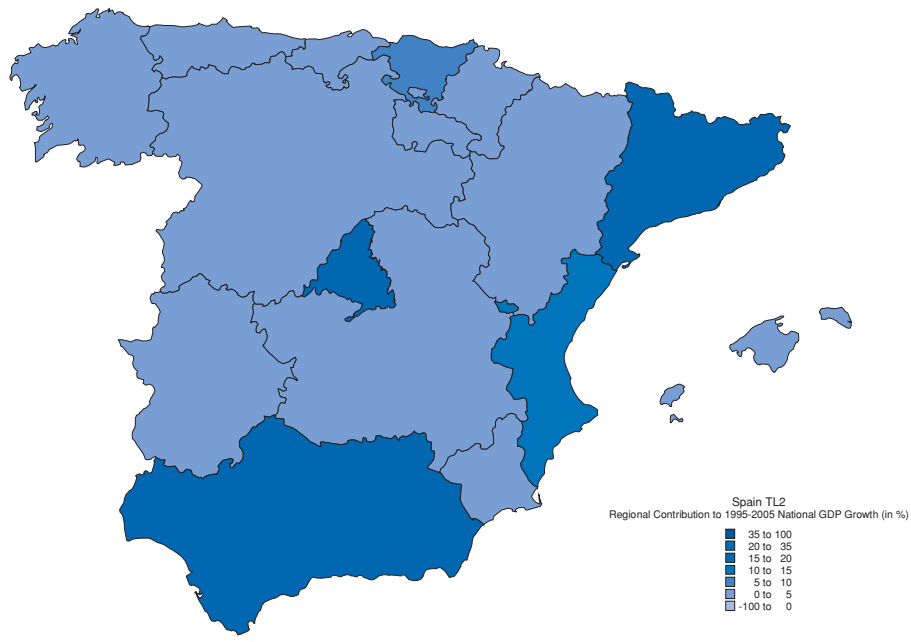 Spain TL2
Regional Contribution to 1995-2005 National GDP Growth (in %)
35 to 100
20 to 35
15 to 20
10 to 15
5 to 10
0 to 5
-100 to 0